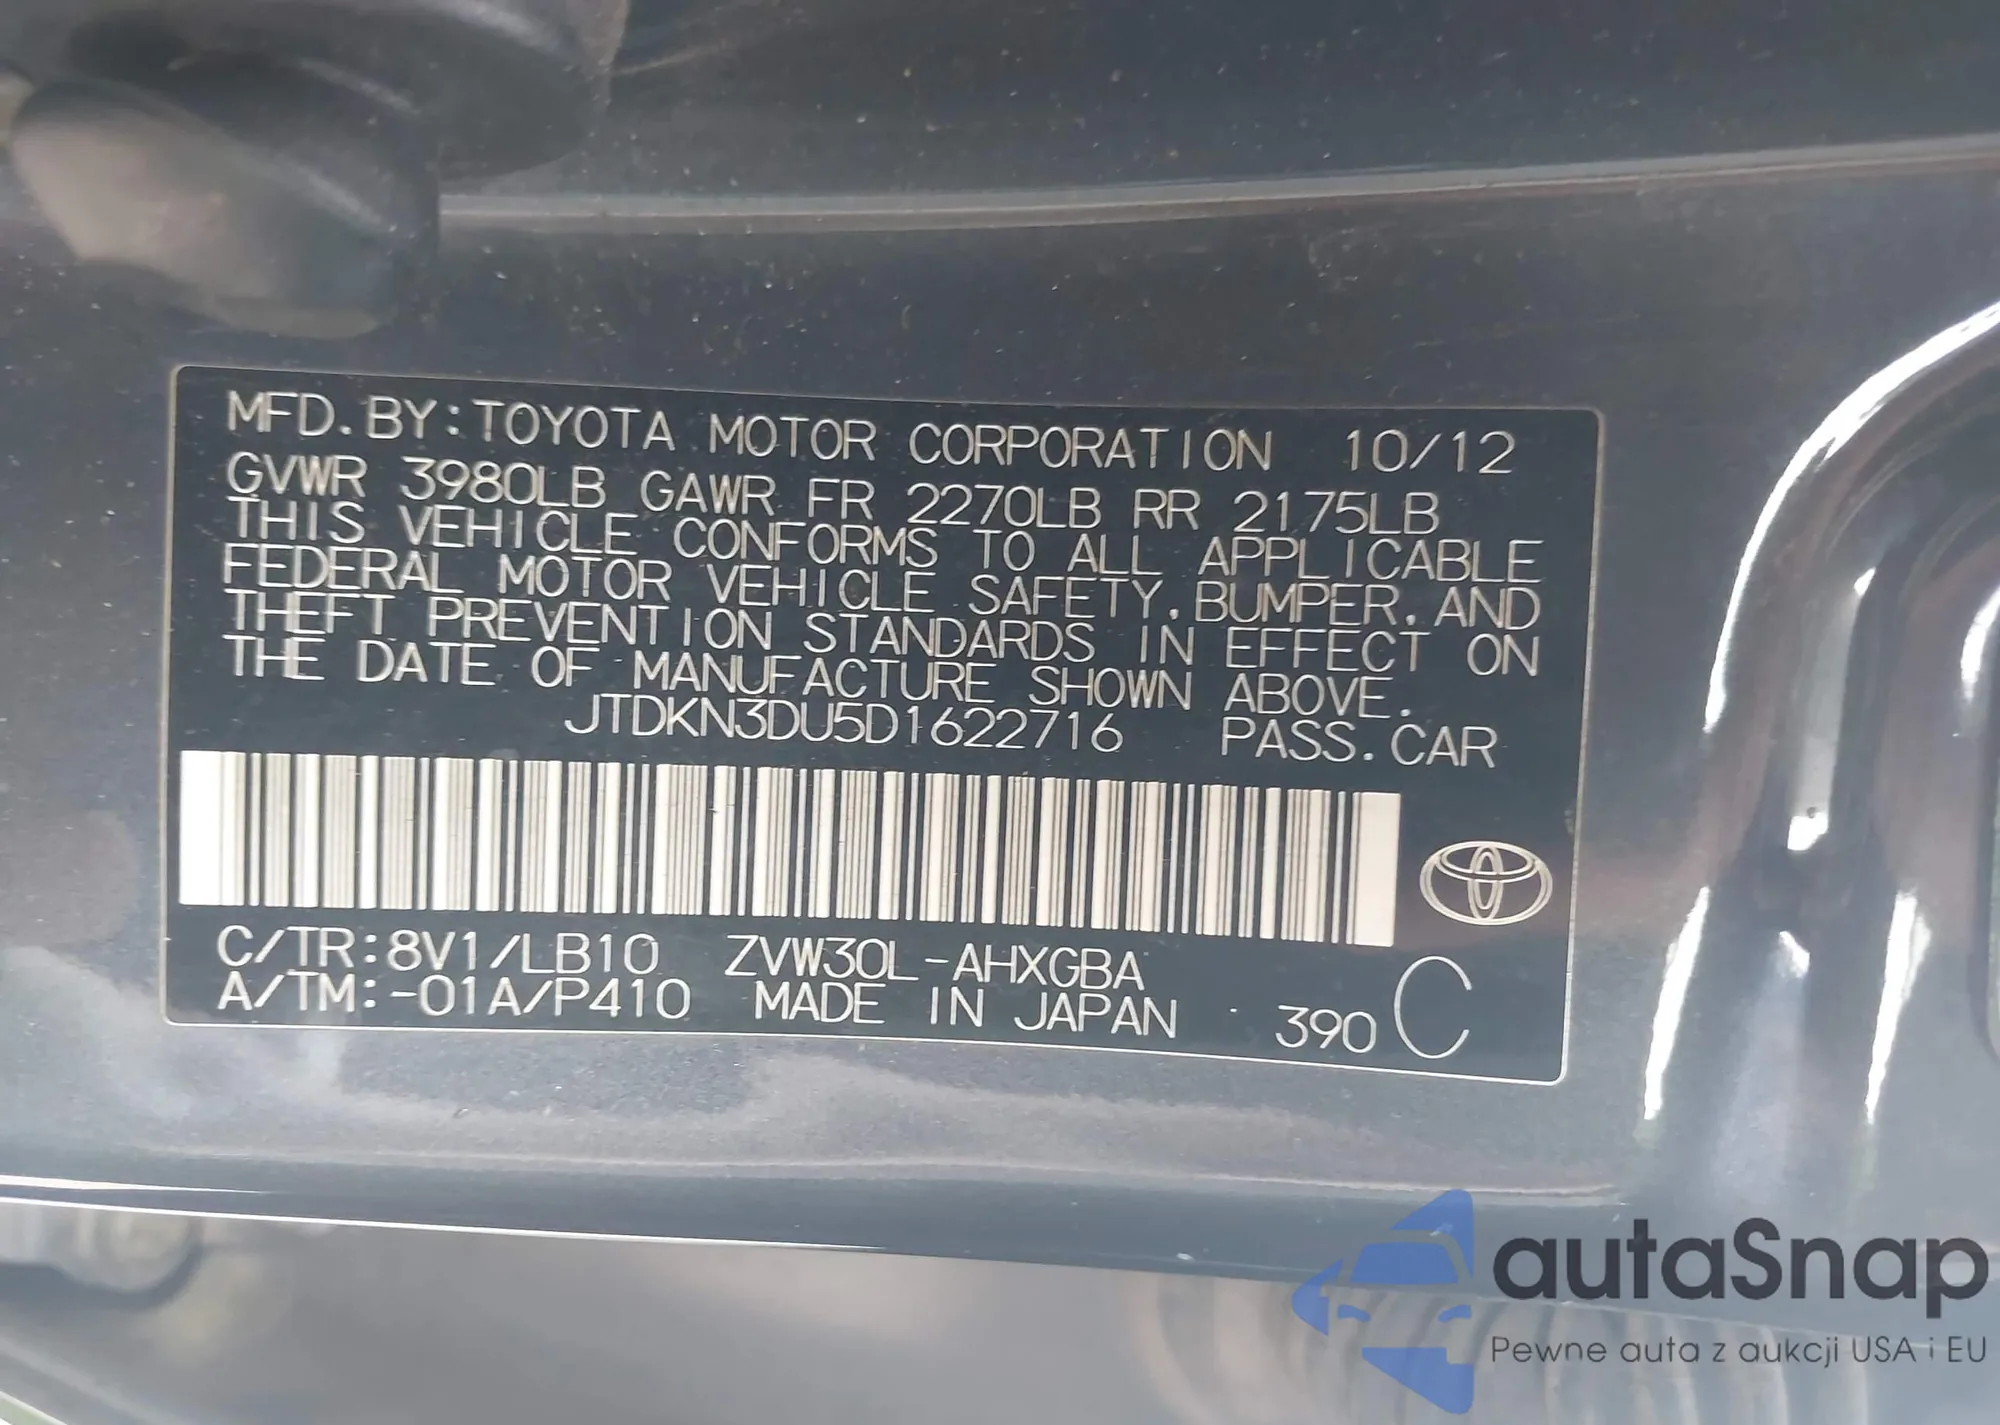 MFD. BY: TOYOTA MOTOR CORPORATION 10/12
GVWR 3980LB GAWR FR 2270LB RR 2175LB
THIS VEHICLE CONFORMS TO ALL APPLICABLE
FEDERAL MOTOR VEHICLE SAFETY, BUMPER, AND
THEFT PREVENTION STANDARDS IN EFFECT ON
THE DATE OF MANUFACTURE SHOWN ABOVE.
JTDKN3DU5D1622716 PASS. CAR
C/TR: 8V1/LB10 ZVW30L-AHXGBA
A/TM: -01A/P410 MADE IN JAPAN 390 C
autaSnap
Pewne auta z aukcji USA i EU